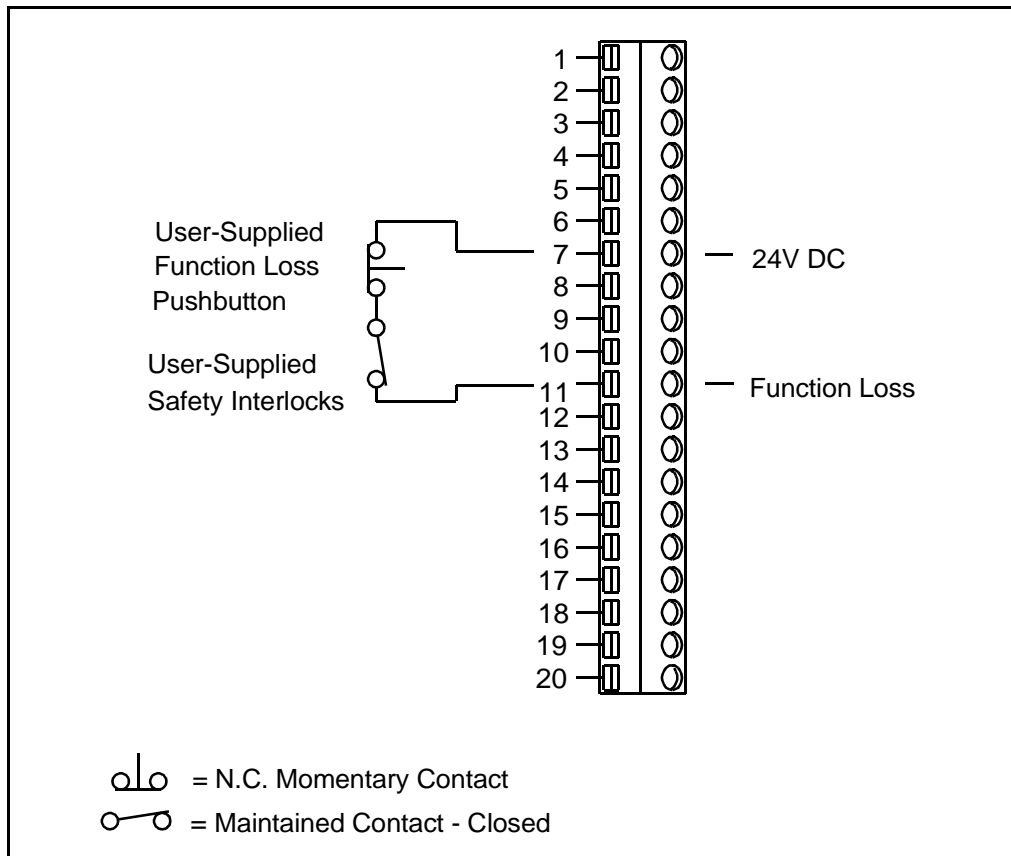 1
2
3
4
5
6
7
8
9
10
11
12
13
14
15
16
17
18
19
20
User-Supplied
Function Loss
Pushbutton
User-Supplied
Safety Interlocks
24V DC
Function Loss
= N.C. Momentary Contact
= Maintained Contact - Closed